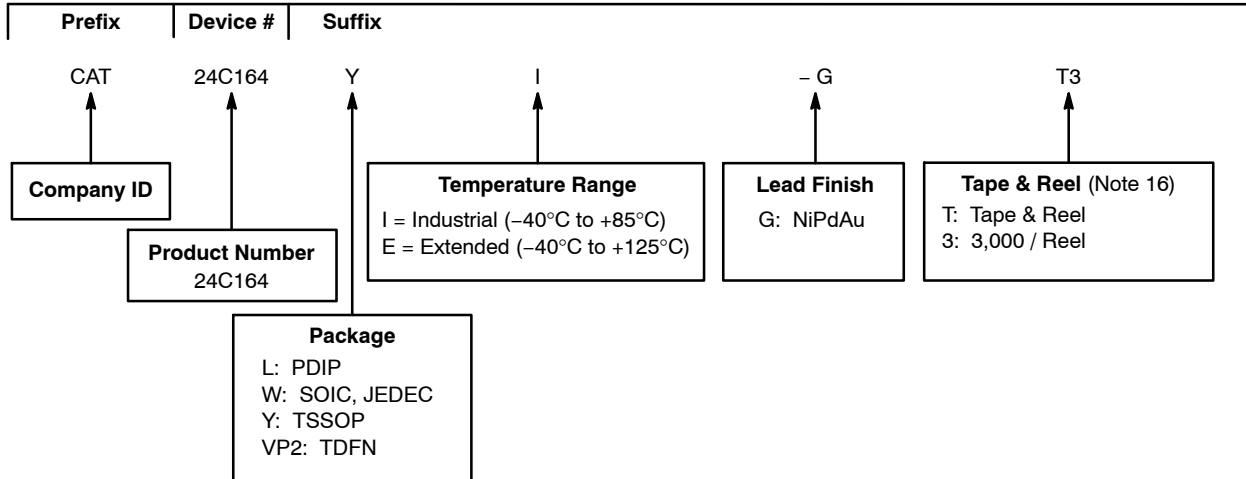 Prefix Device # Suffix
CAT 24C164 Y I – G T3
Company ID
Product Number
24C164
Package
L: PDIP
W: SOIC, JEDEC
Y: TSSOP
VP2: TDFN
Temperature Range
I = Industrial (−40°C to +85°C)
E = Extended (−40°C to +125°C)
Lead Finish
G: NiPdAu
Tape & Reel (Note 16)
T: Tape & Reel
3: 3,000 / Reel